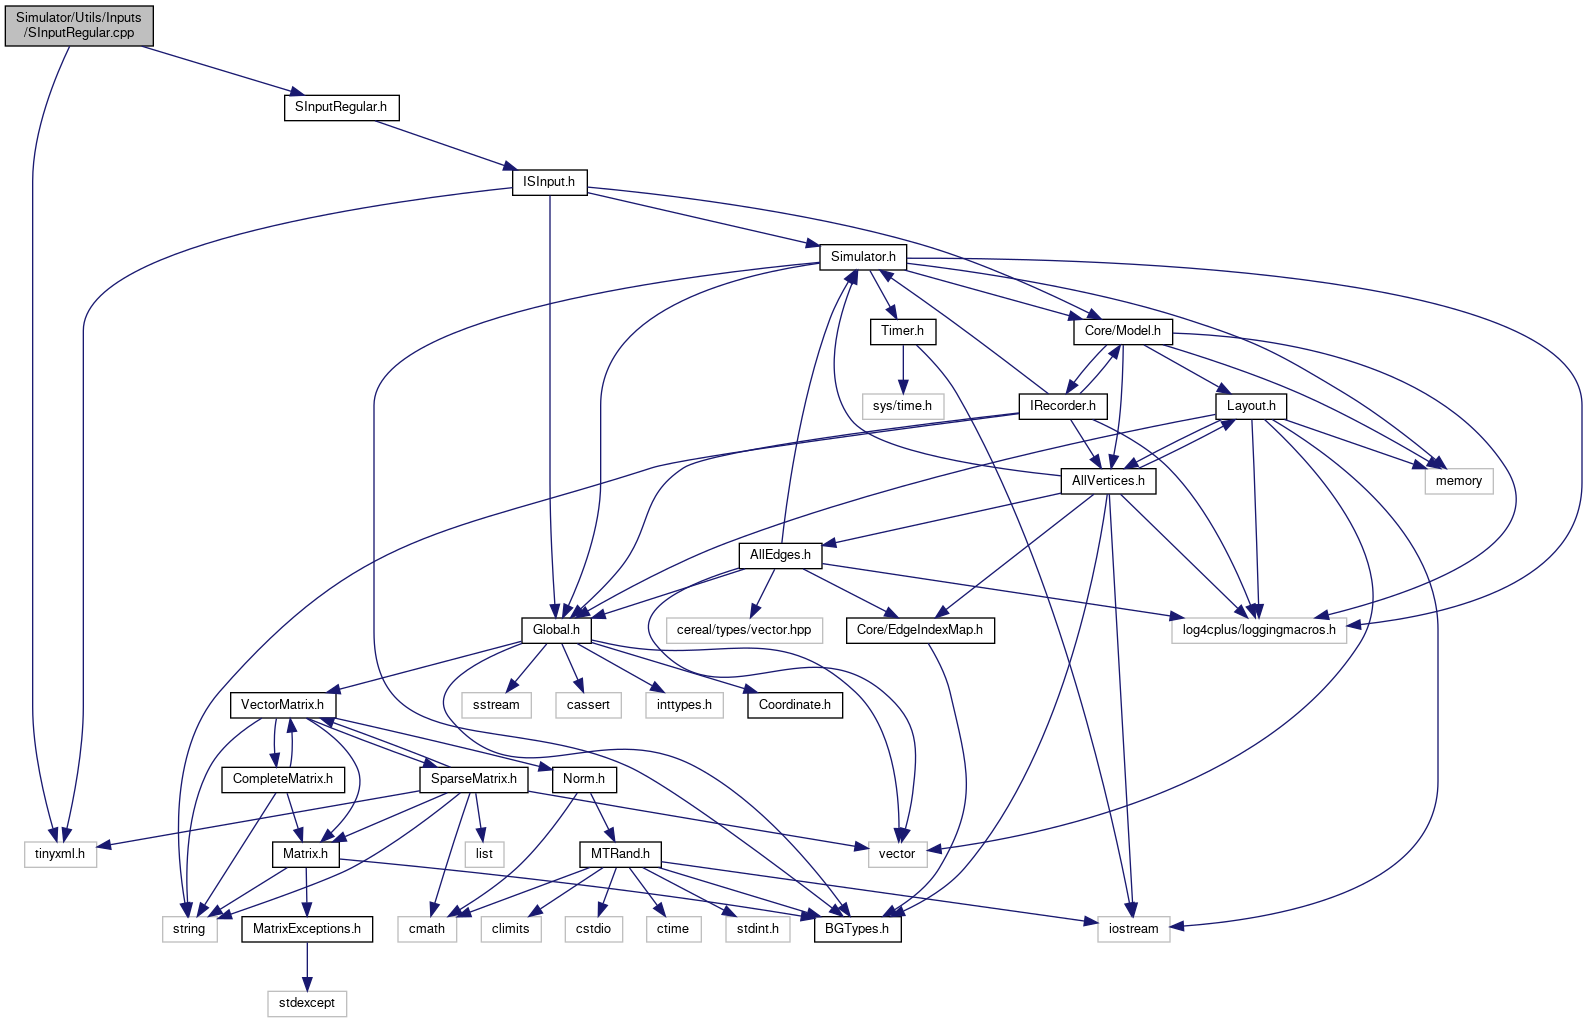 Simulator/Utils/Inputs
/SInputRegular.cpp
SInputRegular.h
ISInput.h
Simulator.h
Timer.h
Core/Model.h
sys/time.h
IRecorder.h
Layout.h
AllVertices.h
memory
AllEdges.h
Global.h
cereal/types/vector.hpp
Core/EdgeIndexMap.h
log4cplus/loggingmacros.h
VectorMatrix.h
sstream
cassert
inttypes.h
Coordinate.h
CompleteMatrix.h
SparseMatrix.h
Norm.h
tinyxml.h
Matrix.h
list
MTRand.h
vector
string
MatrixExceptions.h
cmath
climits
cstdio
ctime
stdint.h
BGTypes.h
iostream
stdexcept